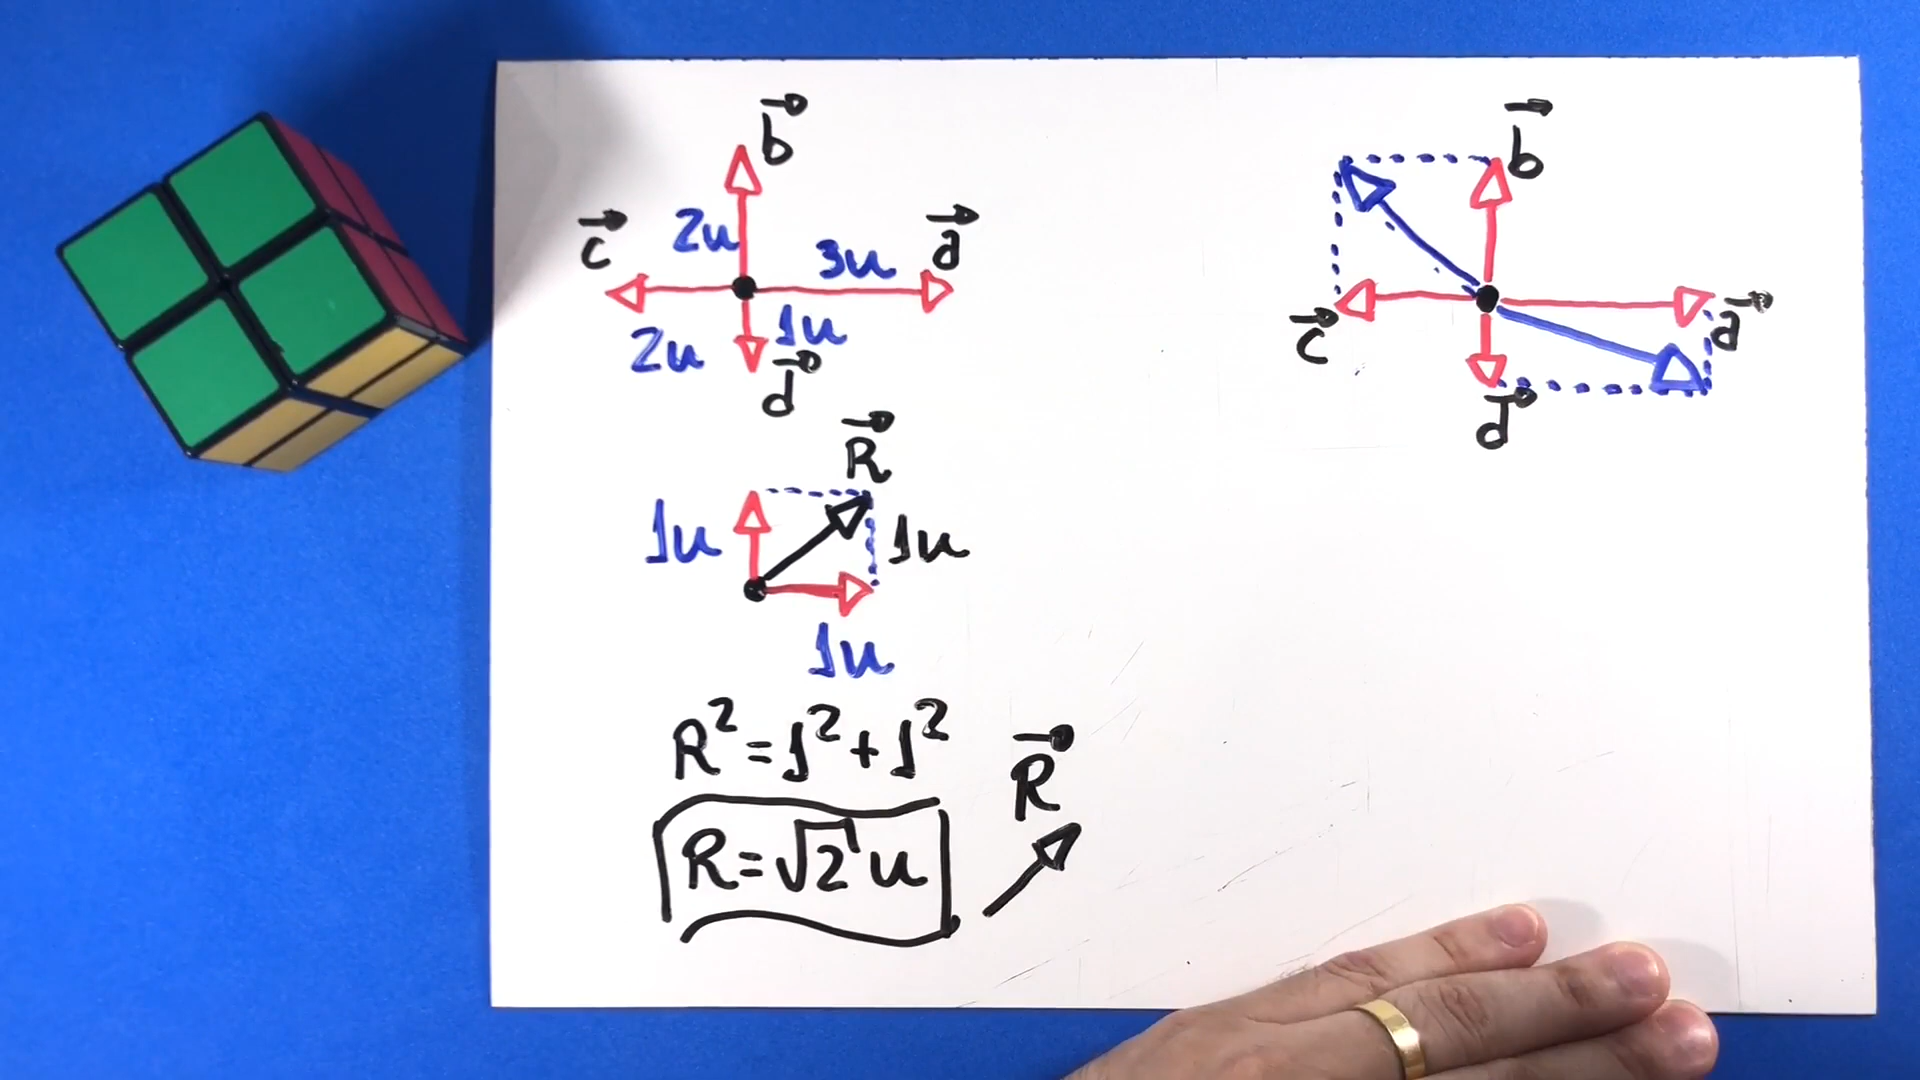 b
2u
c
3u
a
2u
1u
d
R
1u
1u
1u
R² = 1² + 1²
R = √2 u
R
b
c
a
d